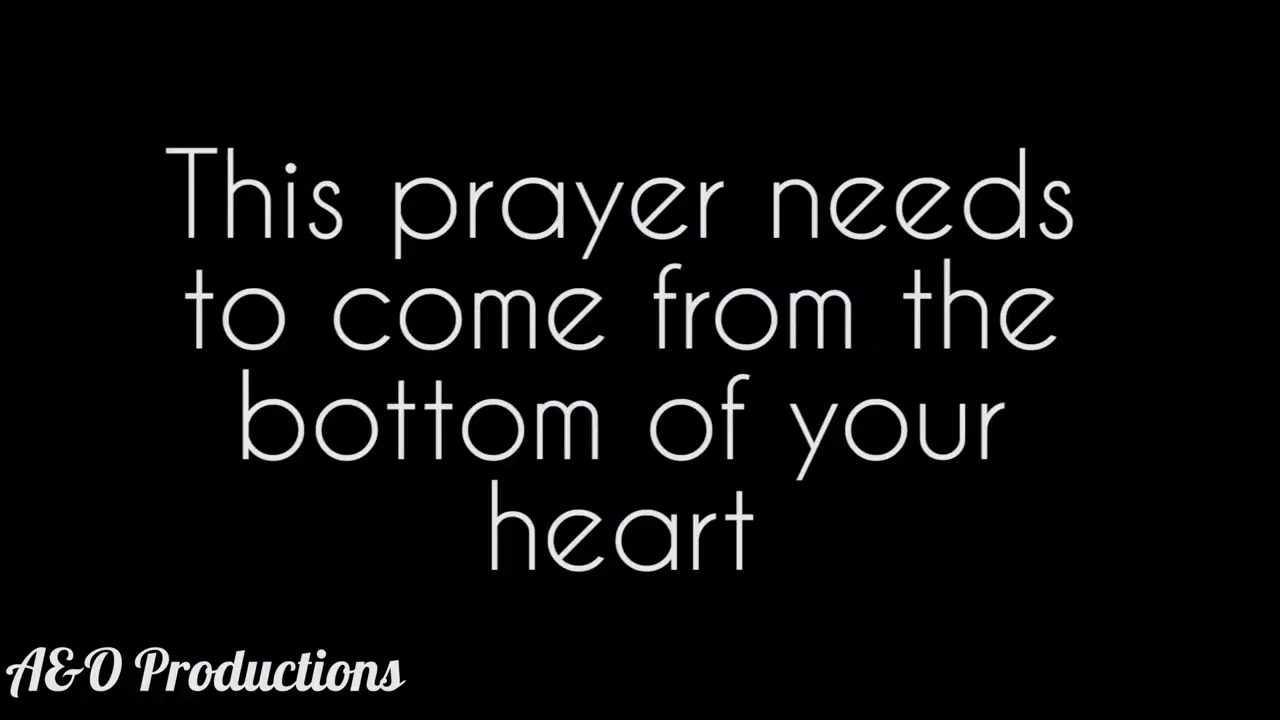 This prayer needs
to come from the
bottom of your
heart
A&O Productions